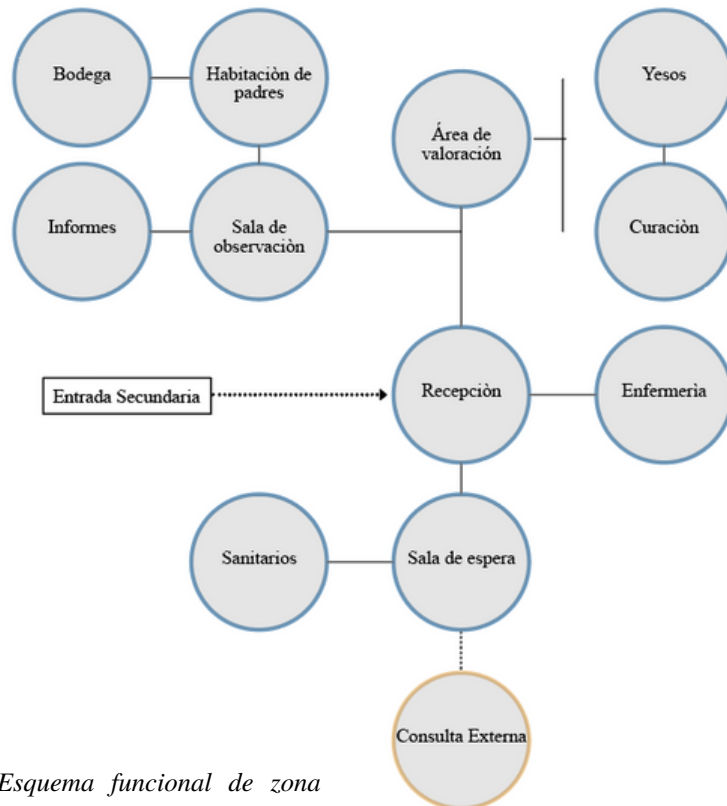 Bodega
Habitaciòn de
padres
Área de
valoración
Yesos
Informes
Sala de
observaciòn
Curaciòn
Entrada Secundaria
Recepciòn
Enfermerìa
Sanitarios
Sala de espera
Consulta Externa
Esquema funcional de zona